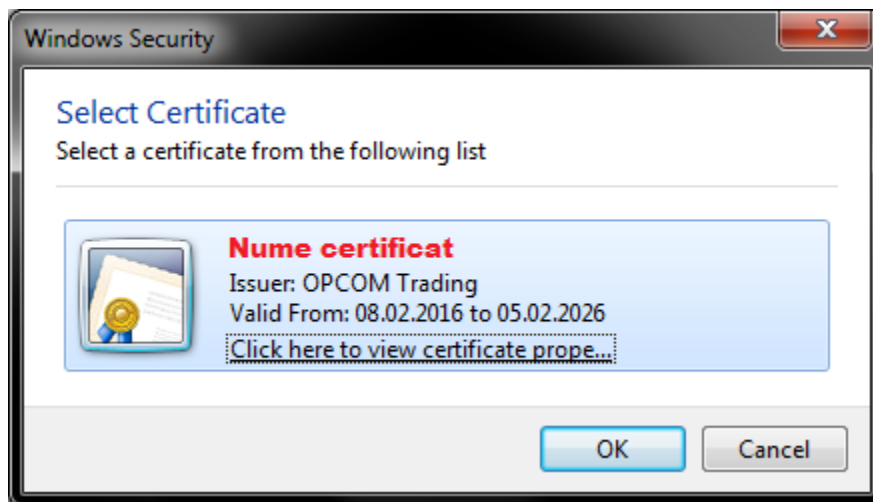 Windows Security
Select Certificate
Select a certificate from the following list
Nume certificat
Issuer: OPCOM Trading
Valid From: 08.02.2016 to 05.02.2026
Click here to view certificate prope...
OK
Cancel